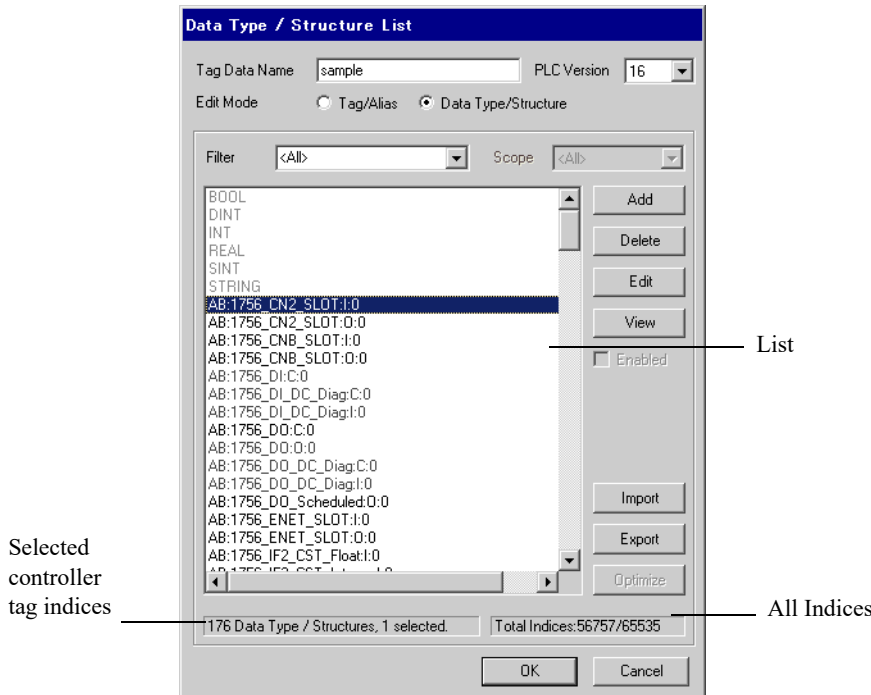 Data Type / Structure List
Tag Data Name sample PLC Version 16
Edit Mode Tag/Alias Data Type/Structure
Filter <All> Scope <All>
BOOL
DINT
INT
REAL
SINT
STRING
AB:1756_CN2_SLOT:I:0
AB:1756_CN2_SLOT:O:0
AB:1756_CNB_SLOT:I:0
AB:1756_CNB_SLOT:O:0
AB:1756_DI:C:0
AB:1756_DI_DC_Diag:C:0
AB:1756_DI_DC_Diag:I:0
AB:1756_DO:C:0
AB:1756_DO:O:0
AB:1756_DO_DC_Diag:C:0
AB:1756_DO_DC_Diag:I:0
AB:1756_DO_Scheduled:O:0
AB:1756_ENET_SLOT:I:0
AB:1756_ENET_SLOT:O:0
AB:1756_IF2_CST_Float:I:0
Add
Delete
Edit
View
Enabled
Import
Export
Optimize
List
Selected
controller
tag indices
176 Data Type / Structures, 1 selected. Total Indices:56757/65535
All Indices
OK Cancel